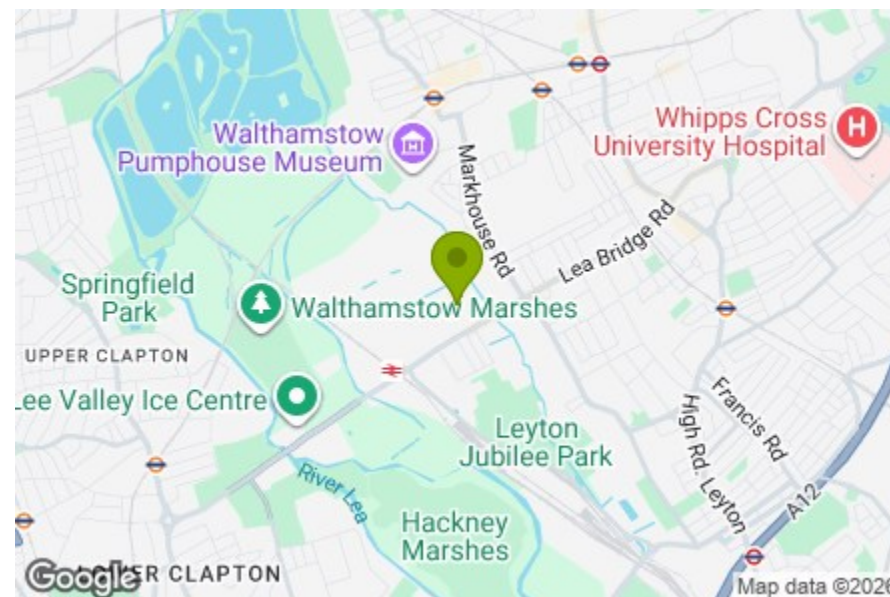 Walthamstow
Pumphouse Museum
Whipps Cross
University Hospital
H
Markhouse Rd
Lea Bridge Rd
Springfield
Park
Walthamstow Marshes
UPPER CLAPTON
Lee Valley Ice Centre
Leyton
Jubilee Park
Francis Rd
High Rd. Leyton
A12
River Lea
Hackney
Marshes
Google
LOWER CLAPTON
Map data ©2026